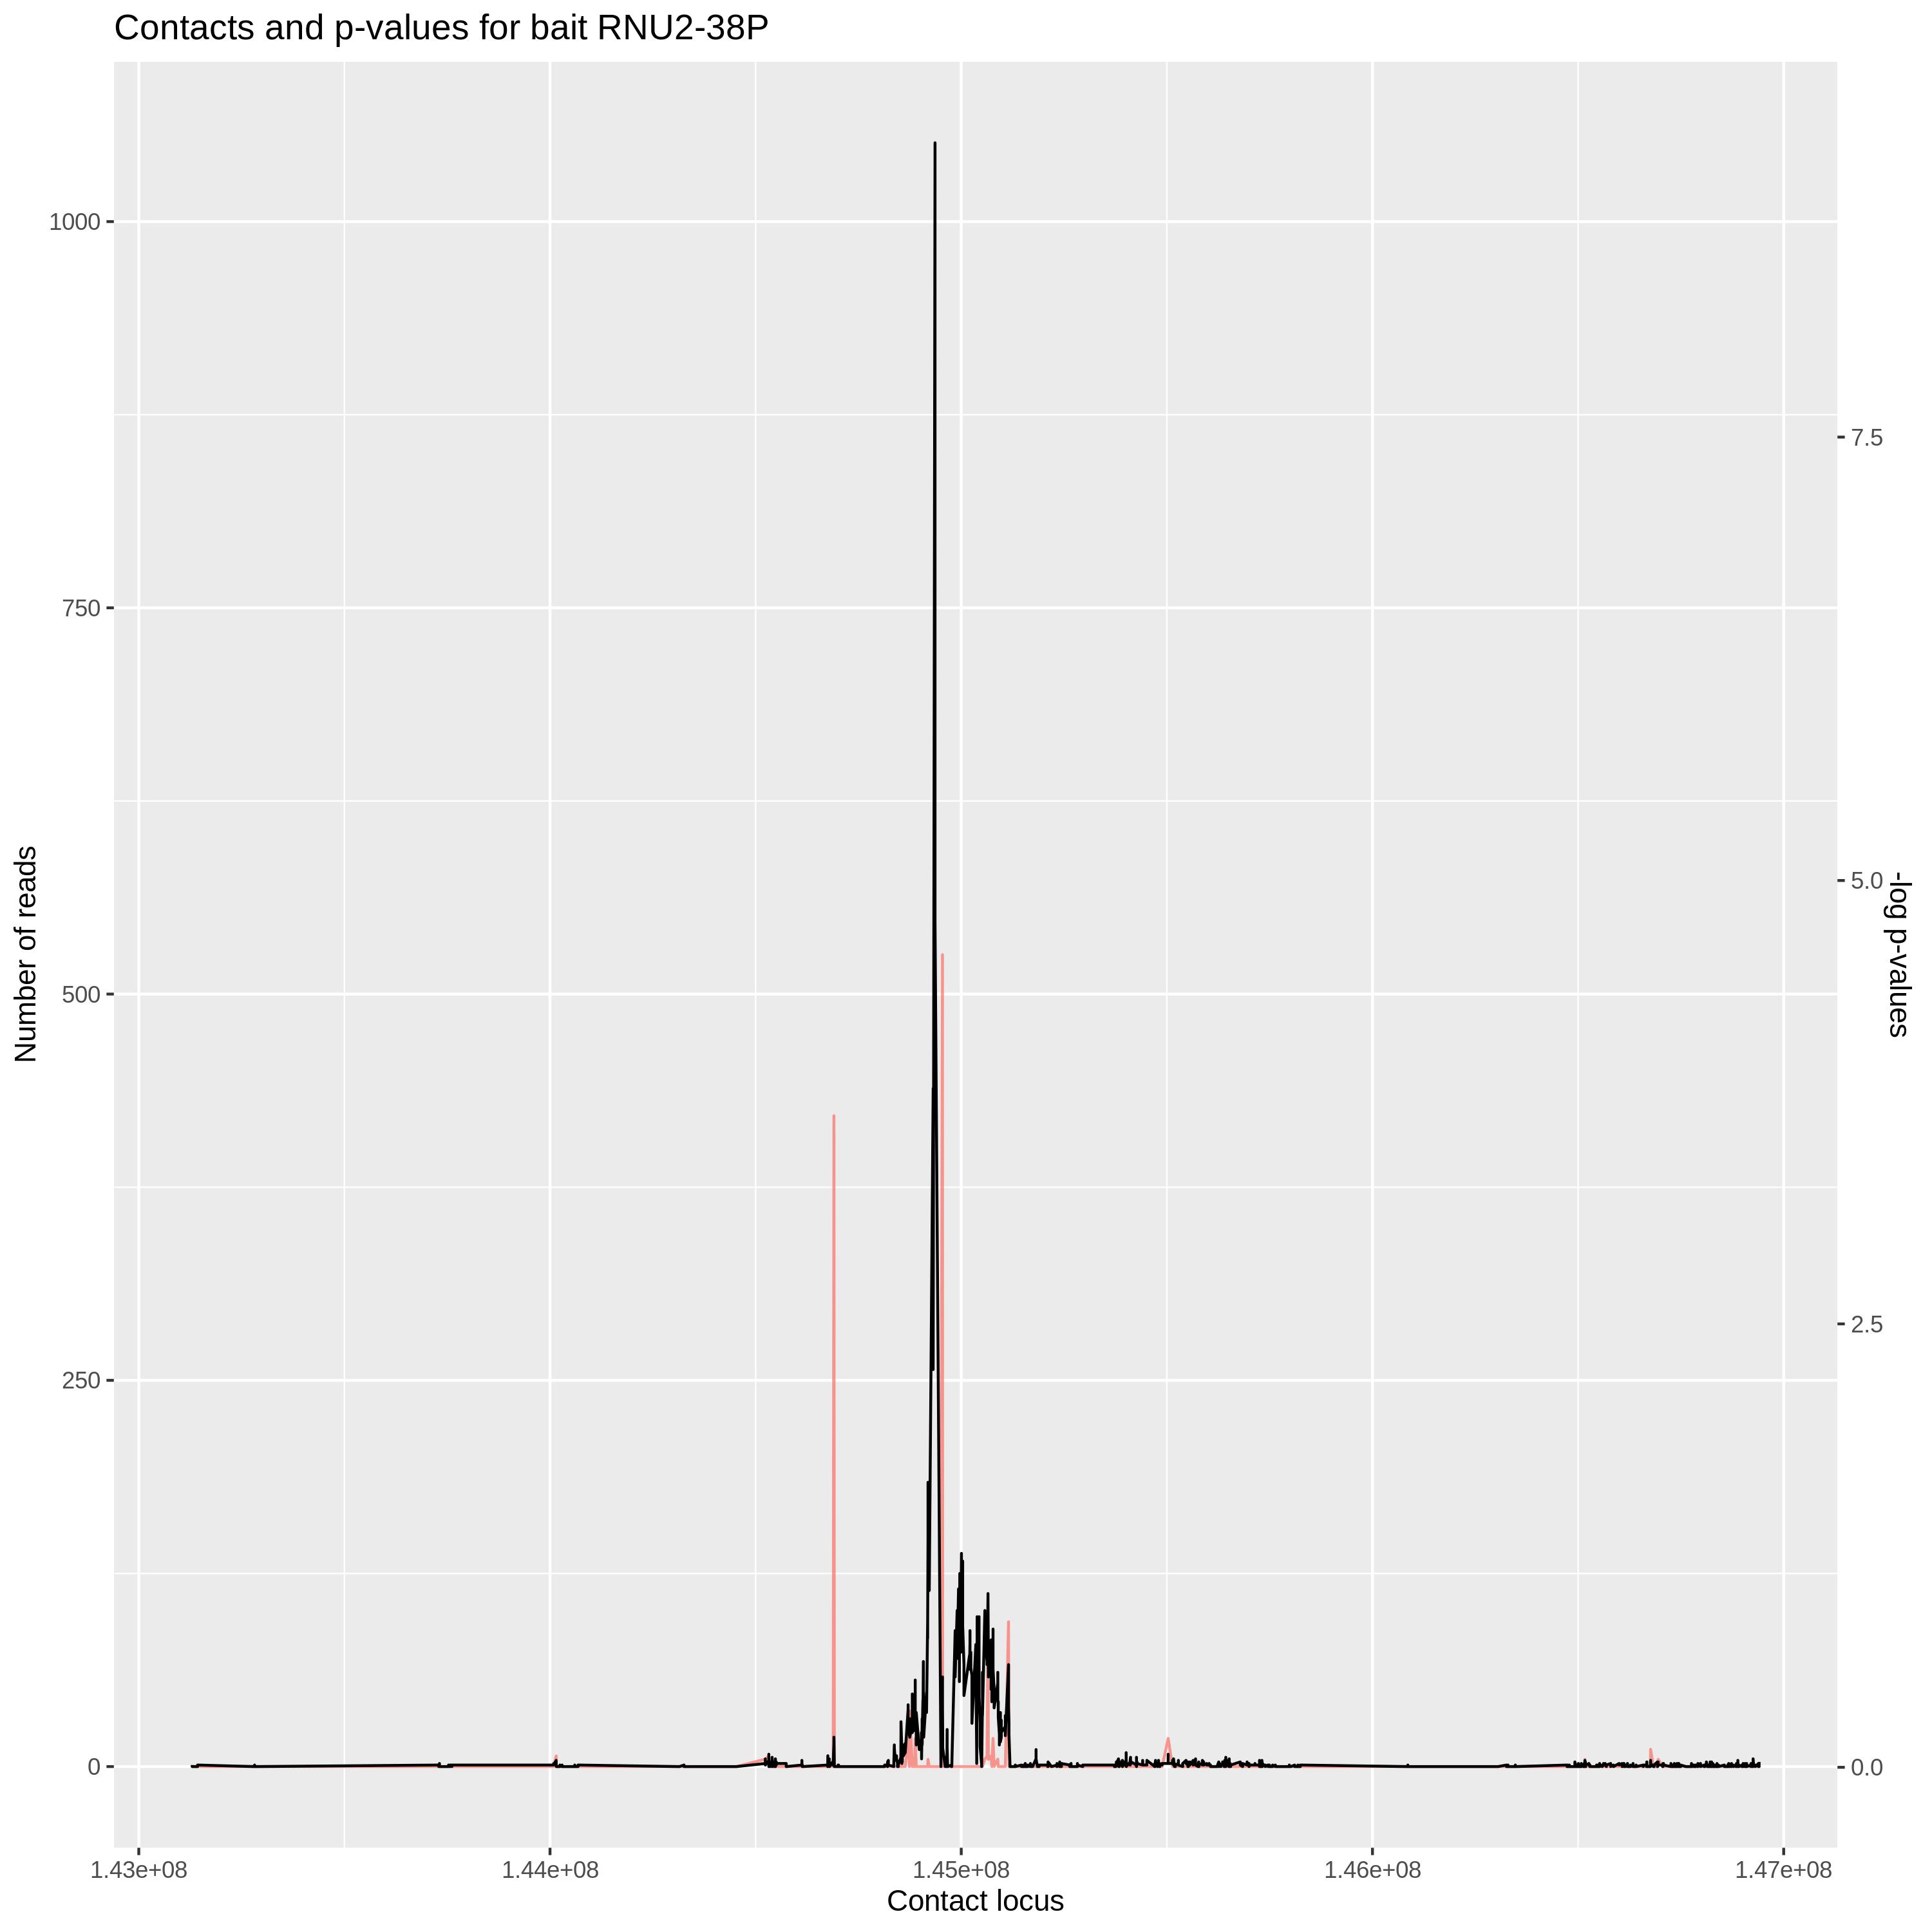 Contacts and p-values for bait RNU2-38P
1000
750
500
250
0
Number of reads
7.5
5.0
2.5
0.0
-log p-values
1.43e+08
1.44e+08
1.45e+08
1.46e+08
1.47e+08
Contact locus